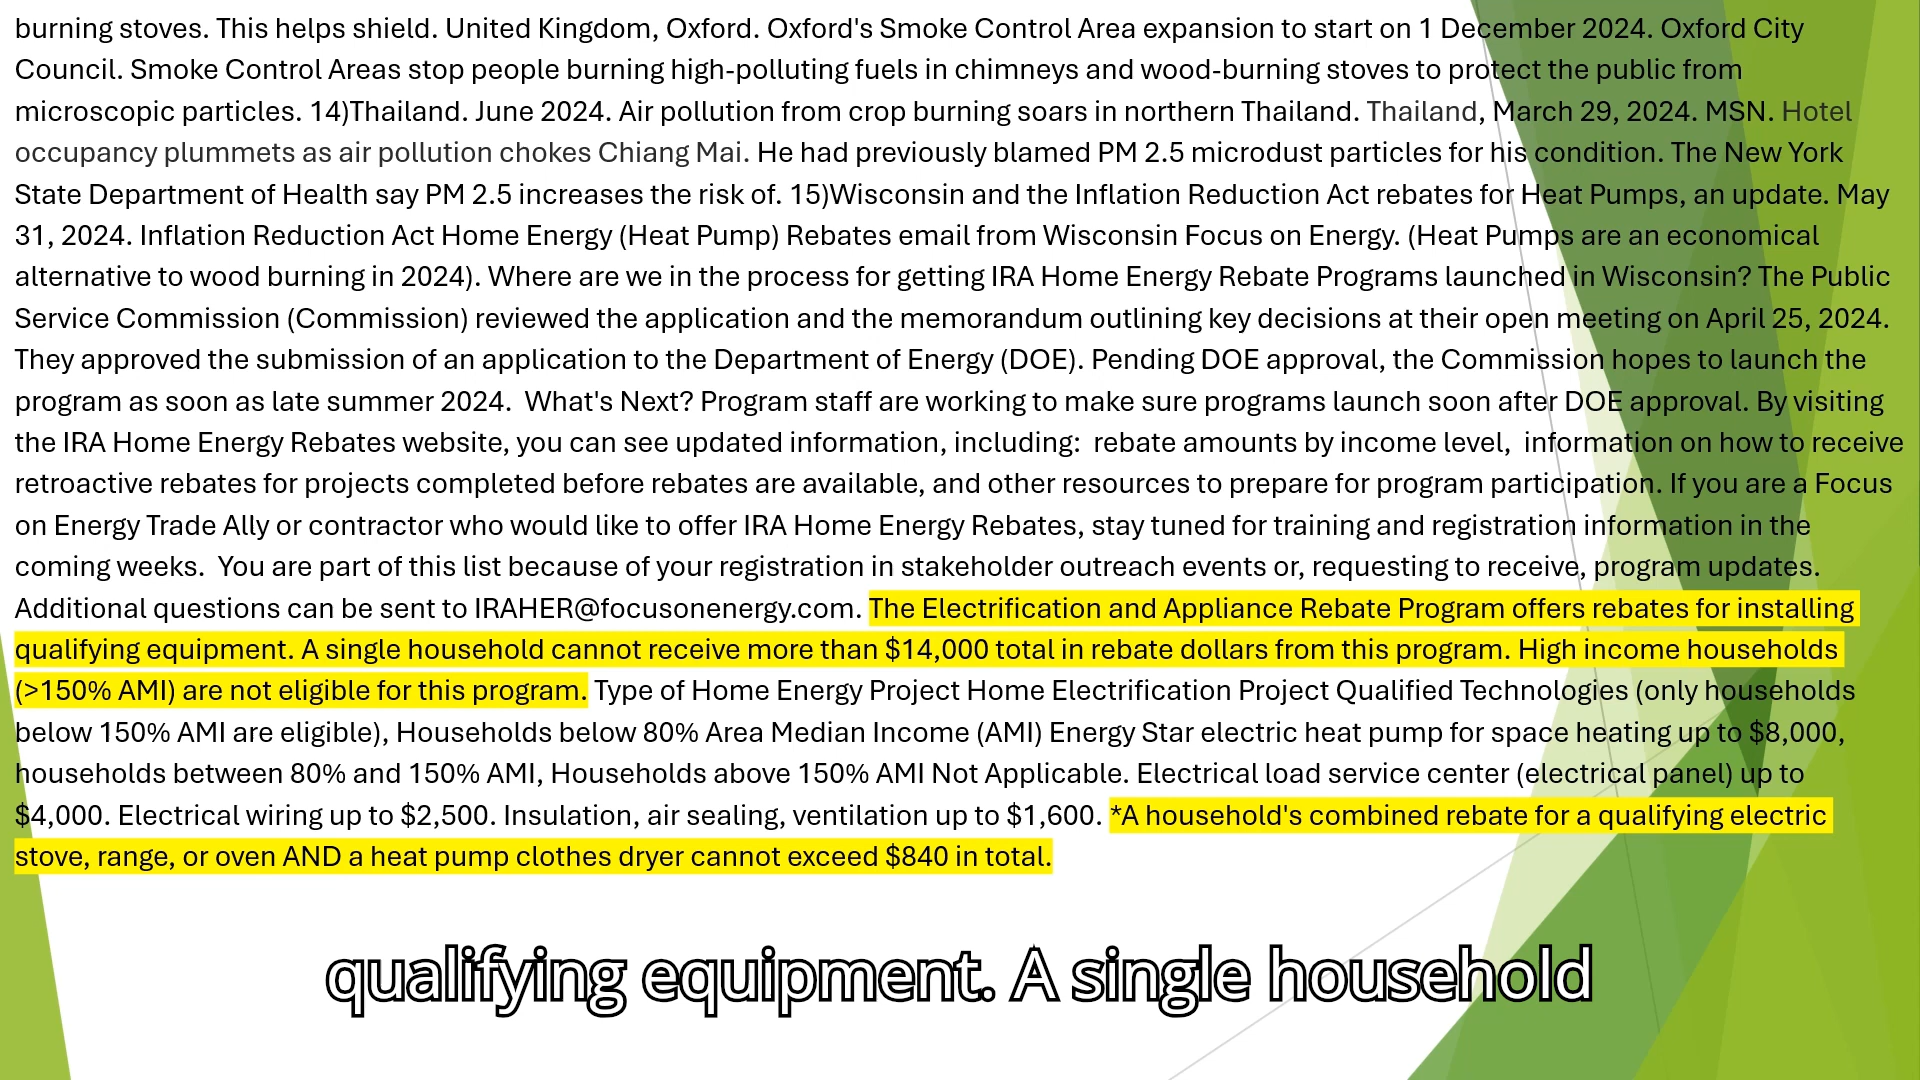 burning stoves. This helps shield. United Kingdom, Oxford. Oxford's Smoke Control Area expansion to start on 1 December 2024. Oxford City
Council. Smoke Control Areas stop people burning high-polluting fuels in chimneys and wood-burning stoves to protect the public from
microscopic particles. 14)Thailand. June 2024. Air pollution from crop burning soars in northern Thailand. Thailand, March 29, 2024. MSN. Hotel
occupancy plummets as air pollution chokes Chiang Mai. He had previously blamed PM 2.5 microdust particles for his condition. The New York
State Department of Health say PM 2.5 increases the risk of. 15)Wisconsin and the Inflation Reduction Act rebates for Heat Pumps, an update. May
31, 2024. Inflation Reduction Act Home Energy (Heat Pump) Rebates email from Wisconsin Focus on Energy. (Heat Pumps are an economical
alternative to wood burning in 2024). Where are we in the process for getting IRA Home Energy Rebate Programs launched in Wisconsin? The Public
Service Commission (Commission) reviewed the application and the memorandum outlining key decisions at their open meeting on April 25, 2024.
They approved the submission of an application to the Department of Energy (DOE). Pending DOE approval, the Commission hopes to launch the
program as soon as late summer 2024.  What's Next? Program staff are working to make sure programs launch soon after DOE approval. By visiting
the IRA Home Energy Rebates website, you can see updated information, including:  rebate amounts by income level,  information on how to receive
retroactive rebates for projects completed before rebates are available, and other resources to prepare for program participation. If you are a Focus
on Energy Trade Ally or contractor who would like to offer IRA Home Energy Rebates, stay tuned for training and registration information in the
coming weeks.  You are part of this list because of your registration in stakeholder outreach events or, requesting to receive, program updates.
Additional questions can be sent to IRAHER@focusonenergy.com. The Electrification and Appliance Rebate Program offers rebates for installing
qualifying equipment. A single household cannot receive more than $14,000 total in rebate dollars from this program. High income households
(>150% AMI) are not eligible for this program. Type of Home Energy Project Home Electrification Project Qualified Technologies (only households
below 150% AMI are eligible), Households below 80% Area Median Income (AMI) Energy Star electric heat pump for space heating up to $8,000,
households between 80% and 150% AMI, Households above 150% AMI Not Applicable. Electrical load service center (electrical panel) up to
$4,000. Electrical wiring up to $2,500. Insulation, air sealing, ventilation up to $1,600. *A household's combined rebate for a qualifying electric
stove, range, or oven AND a heat pump clothes dryer cannot exceed $840 in total.
qualifying equipment. A single household